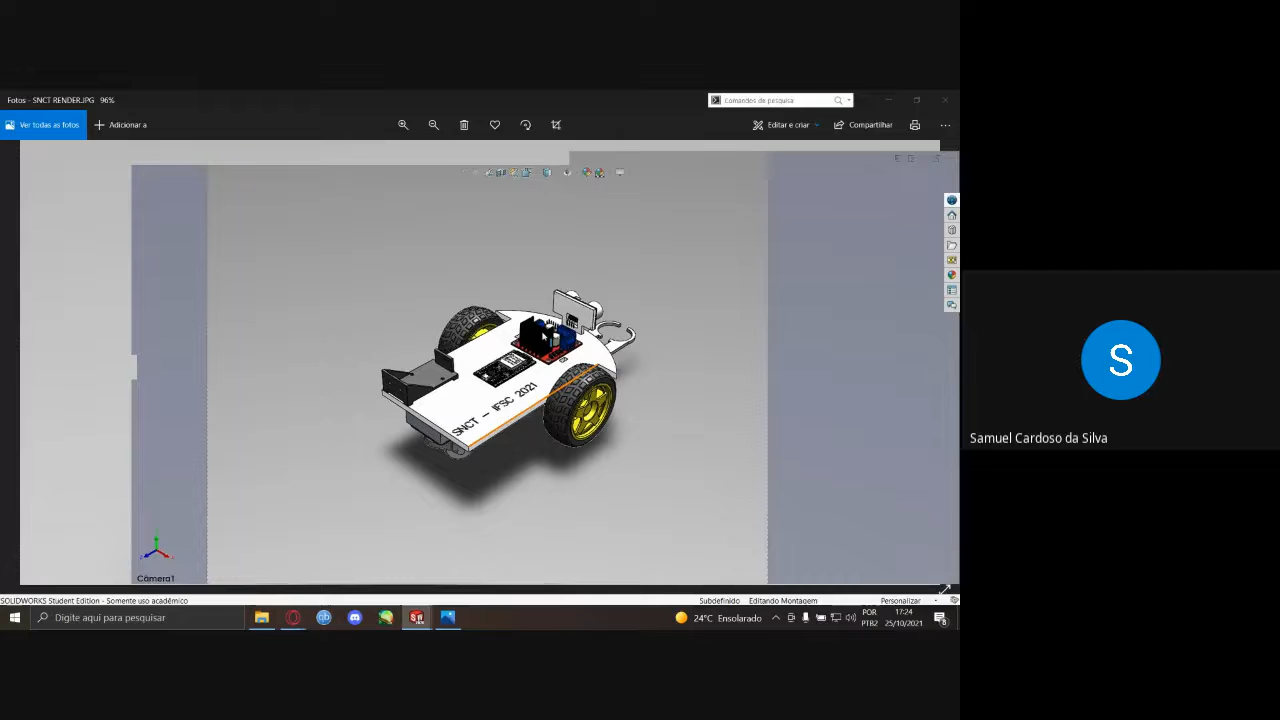 Fotos - SNCT RENDER.JPG 96%
Comandos de pesquisa
Ver todas as fotos
Adicionar a
Editar e criar
Compartilhar
SNCT - IFSC 2021
S
Samuel Cardoso da Silva
Câmera1
SOLIDWORKS Student Edition - Somente uso acadêmico
Subdefinido
Editando Montagem
Personalizar
Digite aqui para pesquisar
24°C Ensolarado
POR
PTB2
17:24
25/10/2021